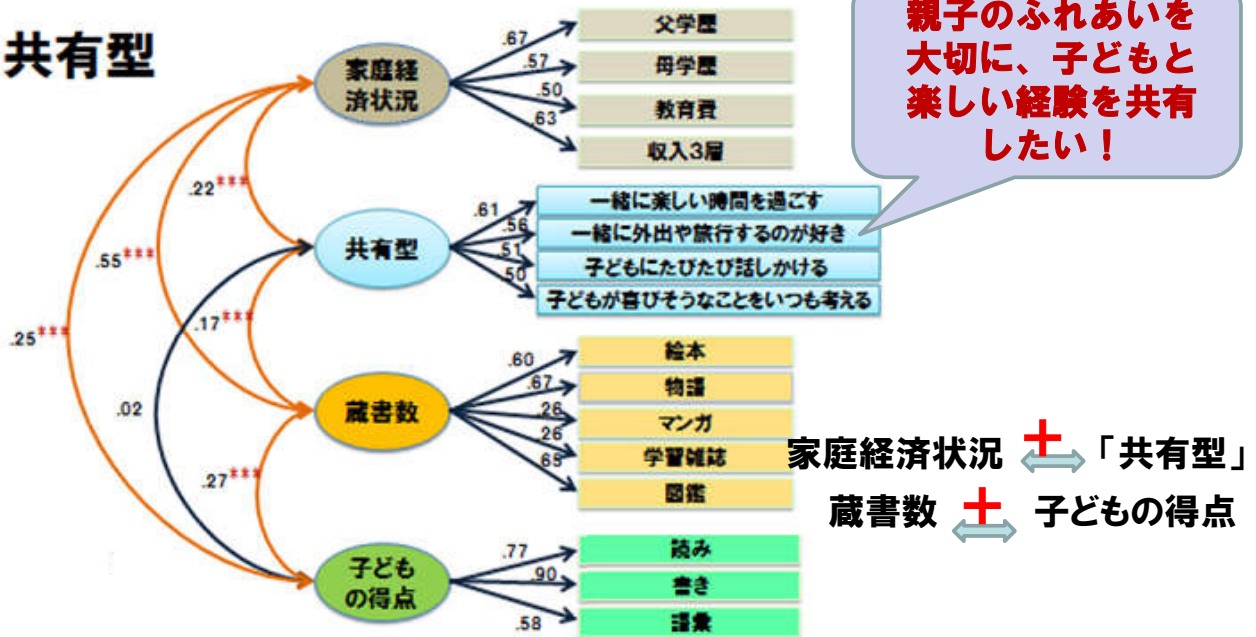 共有型
親子のふれあいを
大切に、子どもと
楽しい経験を共有
したい！
家庭経
済状況
.67
.57
.50
.63
父学歴
母学歴
教育費
収入3層
.22***
.55***
.25***
.17***
.02
.27***
共有型
.61
.56
.51
.50
一緒に楽しい時間を過ごす
一緒に外出や旅行するのが好き
子どもにたびたび話しかける
子どもが喜びそうなことをいつも考える
蔵書数
.60
.67
.26
.26
.65
絵本
物語
マンガ
学習雑誌
図鑑
子ども
の得点
.77
.90
.58
読み
書き
語彙
家庭経済状況 + 「共有型」
蔵書数 + 子どもの得点